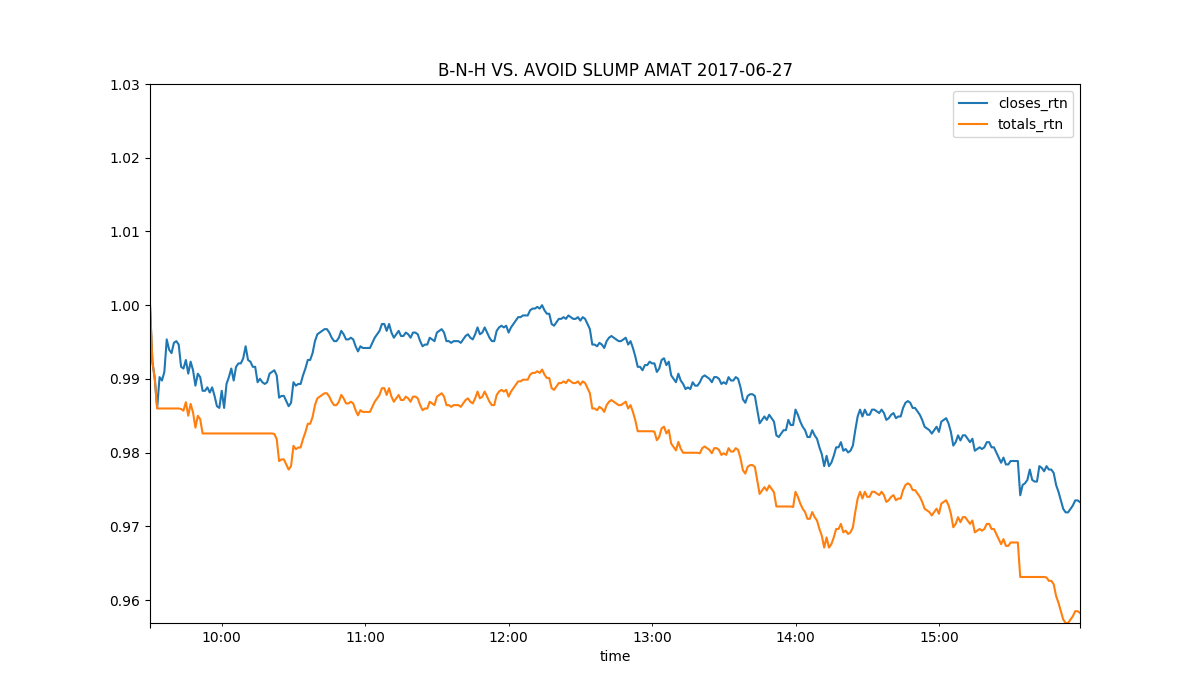 B-N-H VS. AVOID SLUMP AMAT 2017-06-27
closes_rtn
totals_rtn
1.03
1.02
1.01
1.00
0.99
0.98
0.97
0.96
10:00 11:00 12:00 13:00 14:00 15:00
time